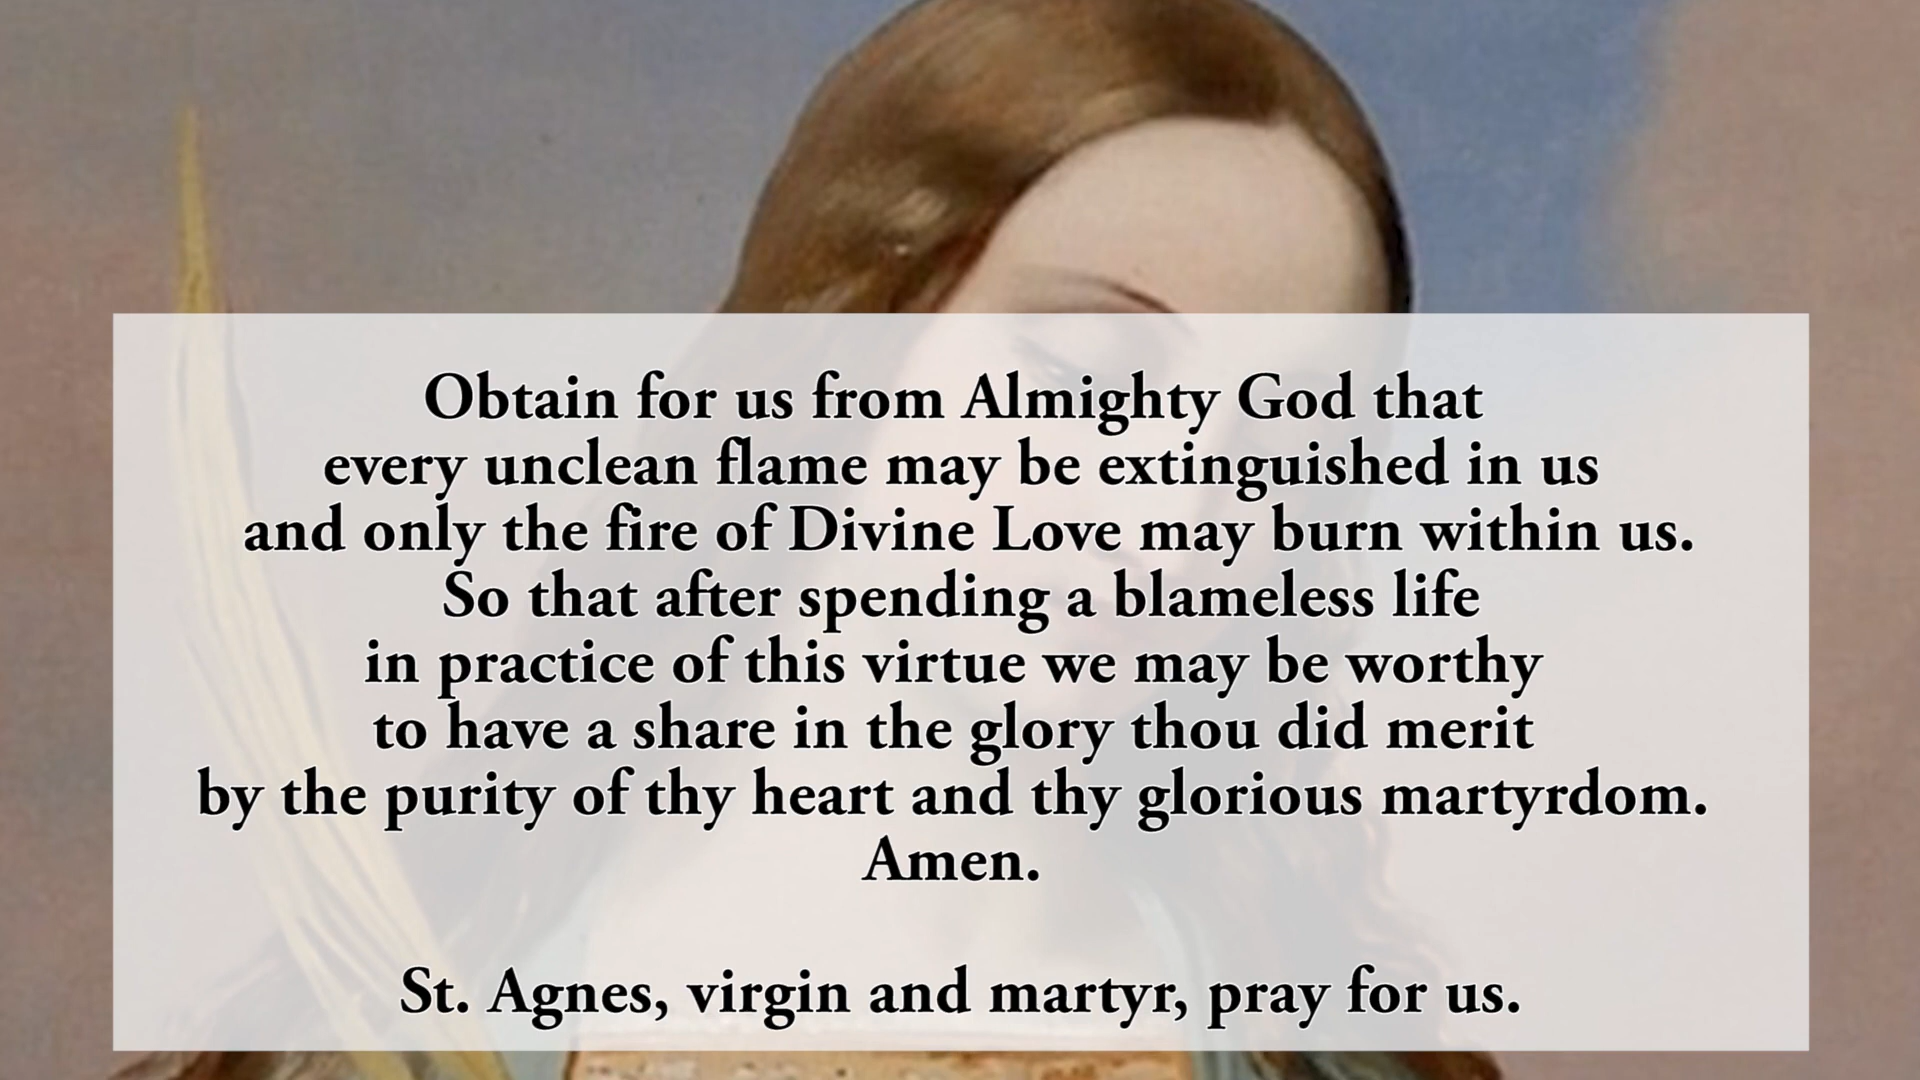 Obtain for us from Almighty God that
every unclean flame may be extinguished in us
and only the fire of Divine Love may burn within us.
So that after spending a blameless life
in practice of this virtue we may be worthy
to have a share in the glory thou did merit
by the purity of thy heart and thy glorious martyrdom.
Amen.
St. Agnes, virgin and martyr, pray for us.